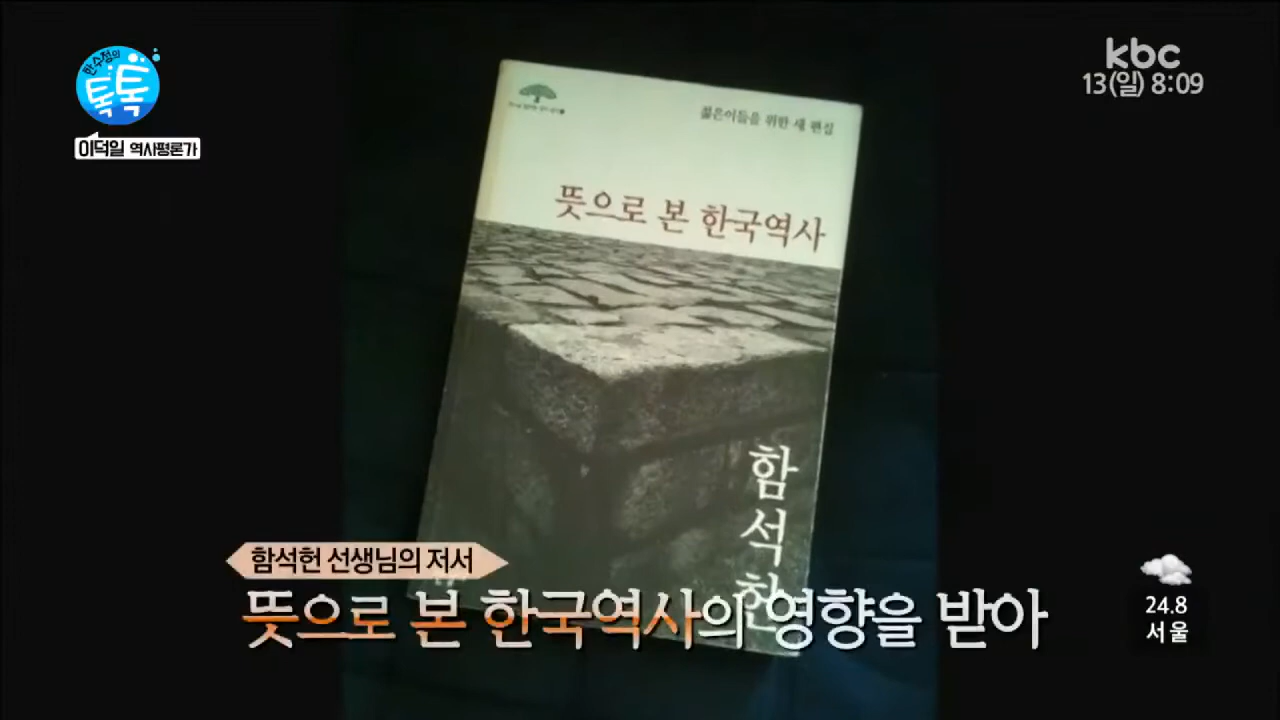 한수정의
톡톡
이덕일 역사평론가
kbc
13(일) 8:09
젊은이들을 위한 새 편집
뜻으로 본 한국역사
함
석
헌
함석헌 선생님의 저서
뜻으로 본 한국역사의 영향을 받아
24.8
서울